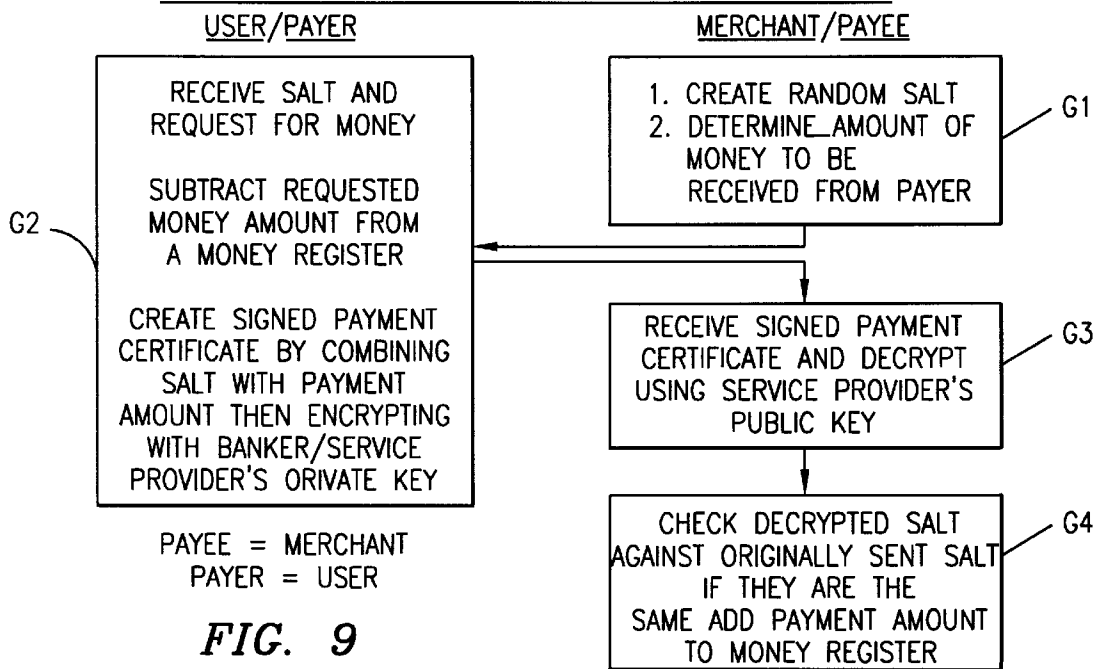 USER/PAYER
MERCHANT/PAYEE
RECEIVE SALT AND
REQUEST FOR MONEY
SUBTRACT REQUESTED
MONEY AMOUNT FROM
A MONEY REGISTER
CREATE SIGNED PAYMENT
CERTIFICATE BY COMBINING
SALT WITH PAYMENT
AMOUNT THEN ENCRYPTING
WITH BANKER/SERVICE
PROVIDER'S ORIVATE KEY
G2
1. CREATE RANDOM SALT
2. DETERMINE AMOUNT OF
MONEY TO BE
RECEIVED FROM PAYER
G1
RECEIVE SIGNED PAYMENT
CERTIFICATE AND DECRYPT
USING SERVICE PROVIDER'S
PUBLIC KEY
G3
CHECK DECRYPTED SALT
AGAINST ORIGINALLY SENT SALT
IF THEY ARE THE
SAME ADD PAYMENT AMOUNT
TO MONEY REGISTER
G4
PAYEE = MERCHANT
PAYER = USER
FIG. 9